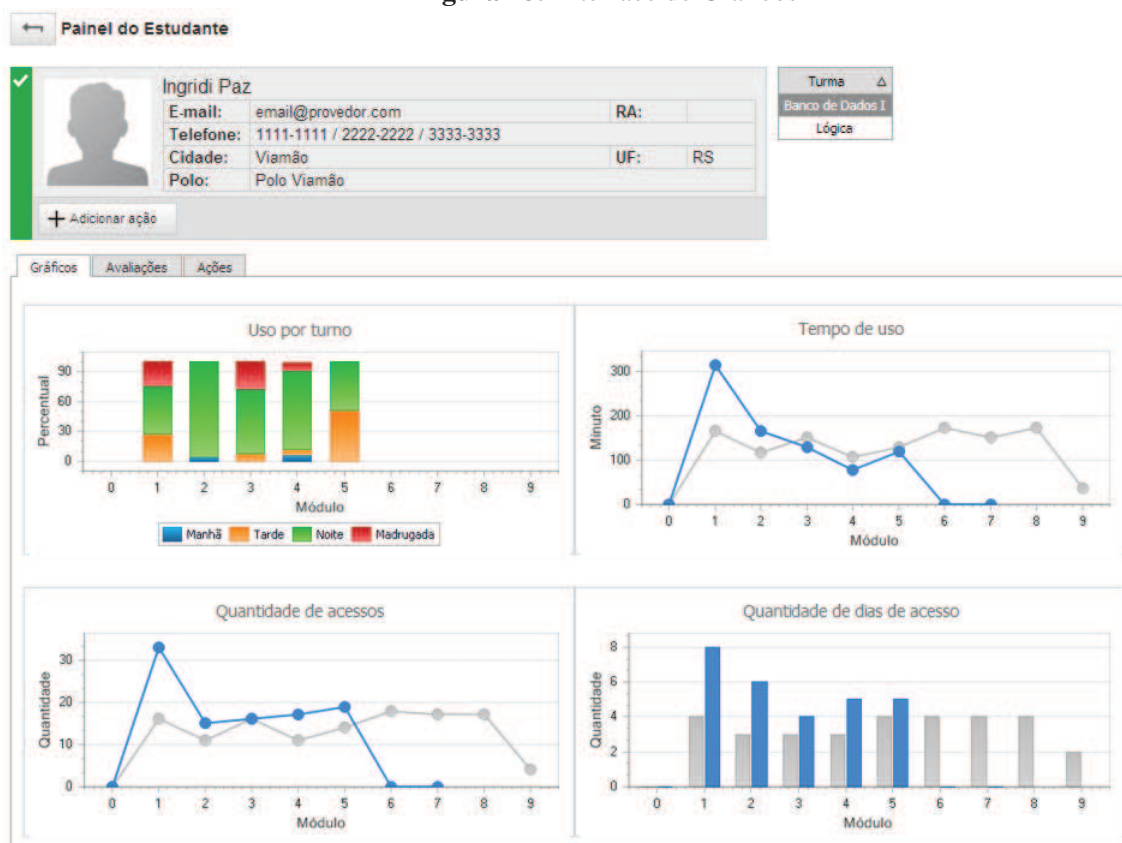 Painel do Estudante
Ingridi Paz
E-mail: email@provedor.com RA:
Telefone: 1111-1111 / 2222-2222 / 3333-3333
Cidade: Viamão UF: RS
Polo: Polo Viamão
+ Adicionar ação
Turma
Banco de Dados I
Lógica
Gráficos Avaliações Ações
Uso por turno
Percentual
90
60
30
0
0 1 2 3 4 5 6 7 8 9
Módulo
Manhã Tarde Noite Madrugada
Tempo de uso
Minuto
300
200
100
0
0 1 2 3 4 5 6 7 8 9
Módulo
Quantidade de acessos
Quantidade
30
20
10
0
0 1 2 3 4 5 6 7 8 9
Módulo
Quantidade de dias de acesso
Quantidade
8
6
4
2
0
0 1 2 3 4 5 6 7 8 9
Módulo